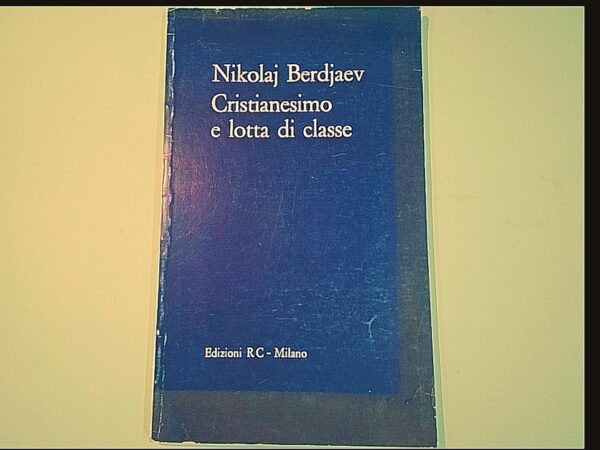 Nikolaj Berdjaev
Cristianesimo
e lotta di classe
Edizioni RC - Milano